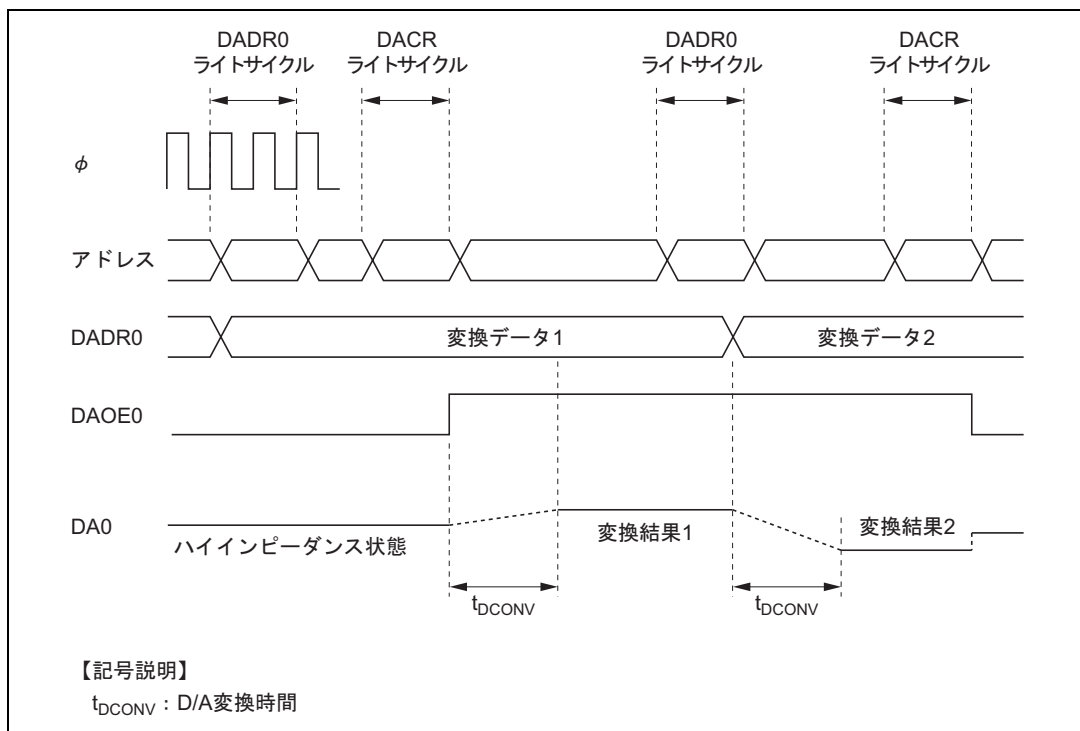 DADR0
ライトサイクル
DACR
ライトサイクル
DADR0
ライトサイクル
DACR
ライトサイクル
φ
アドレス
DADR0
変換データ1
変換データ2
DAOE0
DA0
ハイインピーダンス状態
変換結果1
変換結果2
tDCONV
tDCONV
【記号説明】
tDCONV：D/A変換時間